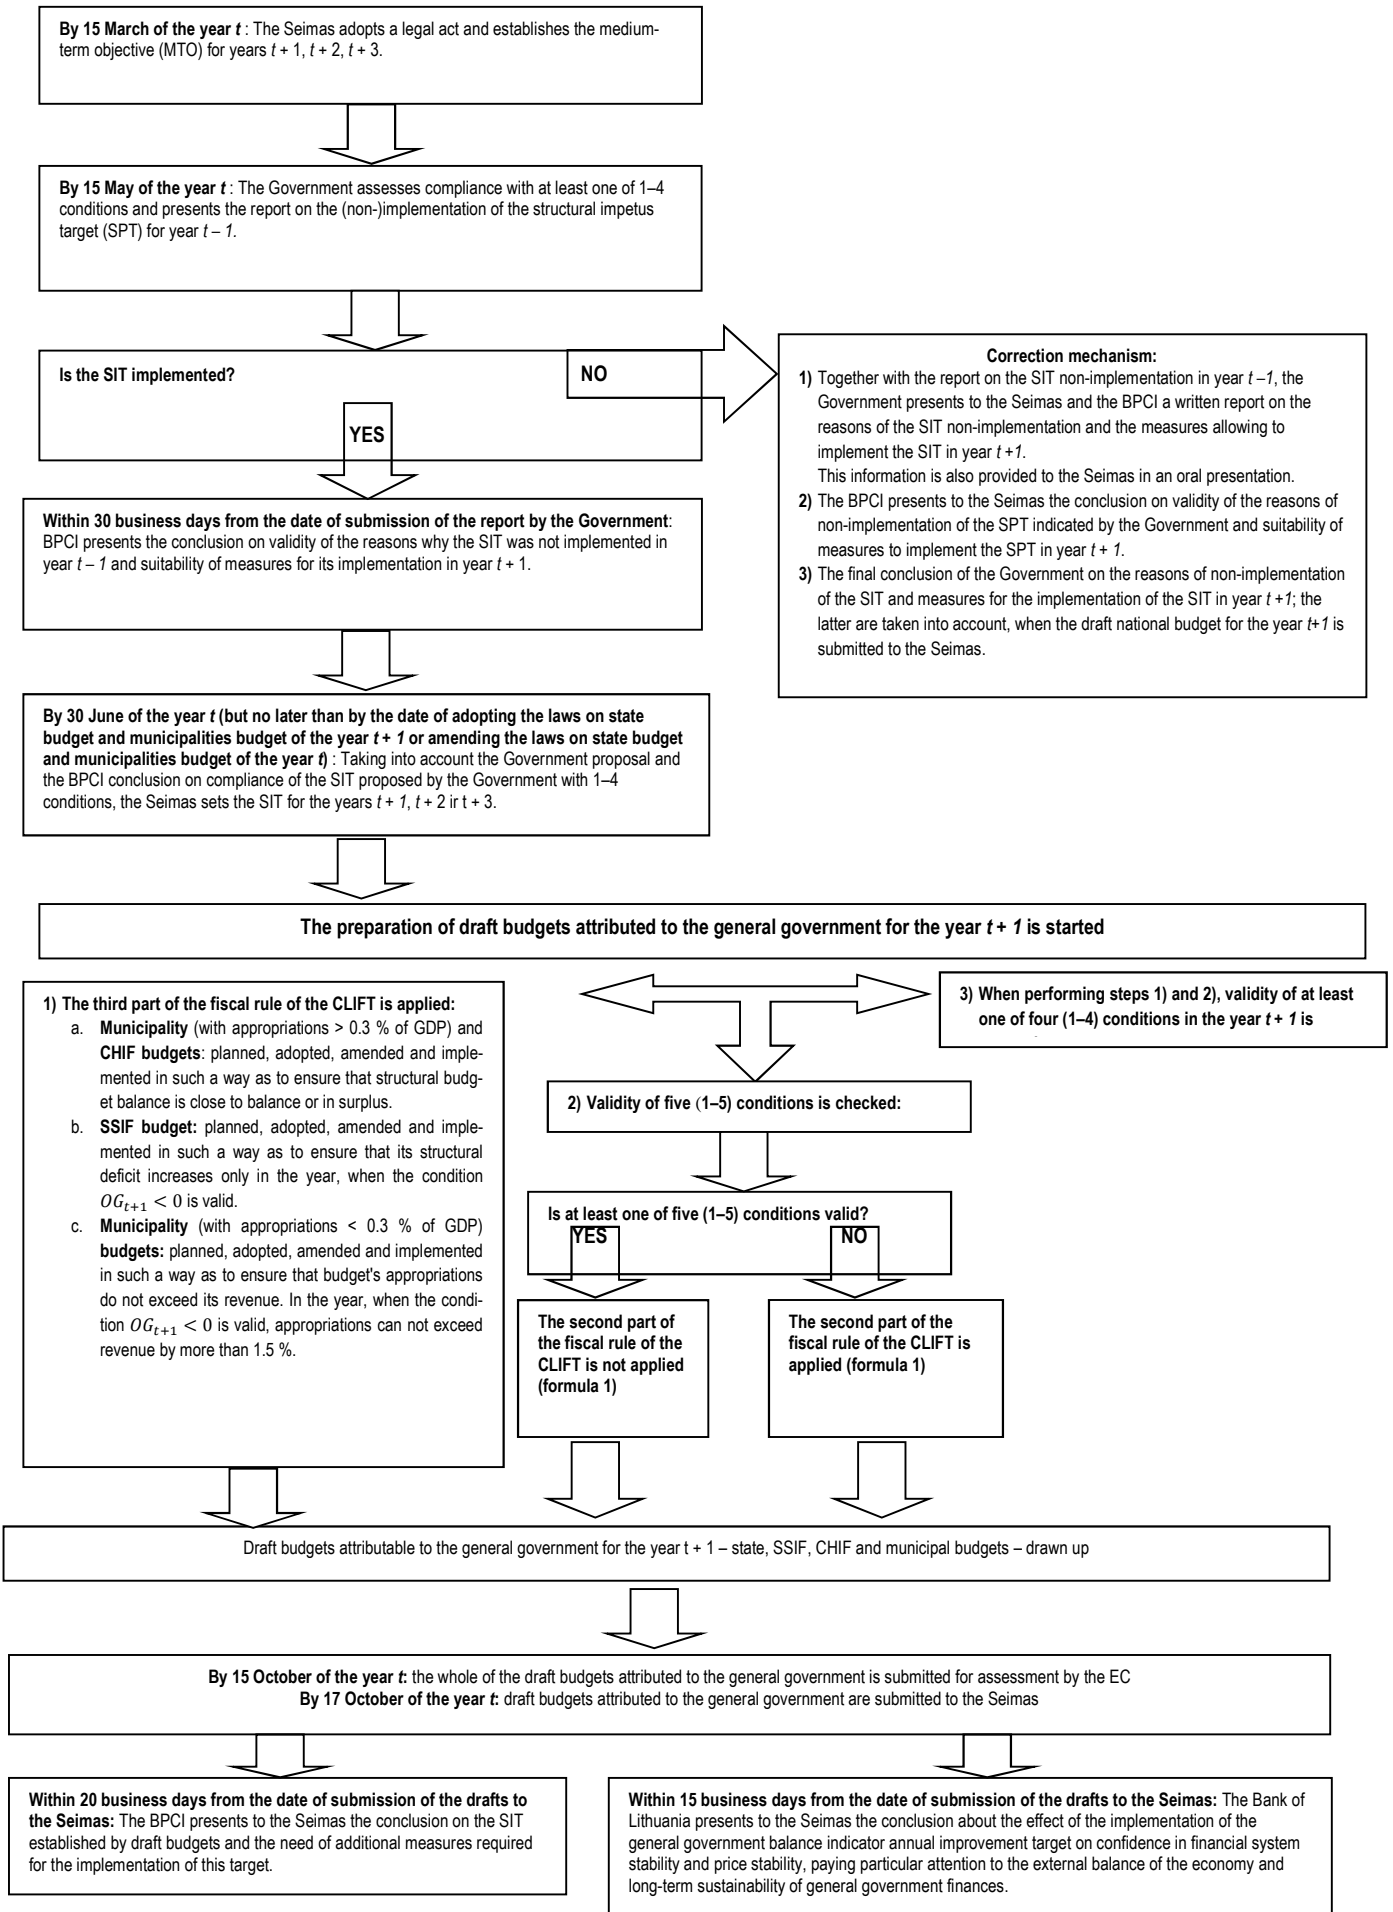 By 15 March of the year t : The Seimas adopts a legal act and establishes the medium-
term objective (MTO) for years t + 1, t + 2, t + 3.
By 15 May of the year t : The Government assesses compliance with at least one of 1–4
conditions and presents the report on the (non-)implementation of the structural impetus
target (SPT) for year t – 1.
Is the SIT implemented?
NO
YES
Correction mechanism:
1) Together with the report on the SIT non-implementation in year t –1, the
Government presents to the Seimas and the BPCI a written report on the
reasons of the SIT non-implementation and the measures allowing to
implement the SIT in year t +1.
This information is also provided to the Seimas in an oral presentation.
2) The BPCI presents to the Seimas the conclusion on validity of the reasons of
non-implementation of the SPT indicated by the Government and suitability of
measures to implement the SPT in year t + 1.
3) The final conclusion of the Government on the reasons of non-implementation
of the SIT and measures for the implementation of the SIT in year t +1; the
latter are taken into account, when the draft national budget for the year t+1 is
submitted to the Seimas.
Within 30 business days from the date of submission of the report by the Government:
BPCI presents the conclusion on validity of the reasons why the SIT was not implemented in
year t – 1 and suitability of measures for its implementation in year t + 1.
By 30 June of the year t (but no later than by the date of adopting the laws on state
budget and municipalities budget of the year t + 1 or amending the laws on state budget
and municipalities budget of the year t) : Taking into account the Government proposal and
the BPCI conclusion on compliance of the SIT proposed by the Government with 1–4
conditions, the Seimas sets the SIT for the years t + 1, t + 2 ir t + 3.
The preparation of draft budgets attributed to the general government for the year t + 1 is started
1) The third part of the fiscal rule of the CLIFT is applied:
a. Municipality (with appropriations > 0.3 % of GDP) and
CHIF budgets: planned, adopted, amended and imple-
mented in such a way as to ensure that structural budg-
et balance is close to balance or in surplus.
b. SSIF budget: planned, adopted, amended and imple-
mented in such a way as to ensure that its structural
deficit increases only in the year, when the condition
OGt+1 < 0 is valid.
c. Municipality (with appropriations < 0.3 % of GDP)
budgets: planned, adopted, amended and implemented
in such a way as to ensure that budget's appropriations
do not exceed its revenue. In the year, when the condi-
tion OGt+1 < 0 is valid, appropriations can not exceed
revenue by more than 1.5 %.
3) When performing steps 1) and 2), validity of at least
one of four (1–4) conditions in the year t + 1 is
2) Validity of five (1–5) conditions is checked:
Is at least one of five (1–5) conditions valid?
YES
NO
The second part of
the fiscal rule of the
CLIFT is not applied
(formula 1)
The second part of the
fiscal rule of the CLIFT is
applied (formula 1)
Draft budgets attributable to the general government for the year t + 1 – state, SSIF, CHIF and municipal budgets – drawn up
By 15 October of the year t: the whole of the draft budgets attributed to the general government is submitted for assessment by the EC
By 17 October of the year t: draft budgets attributed to the general government are submitted to the Seimas
Within 20 business days from the date of submission of the drafts to
the Seimas: The BPCI presents to the Seimas the conclusion on the SIT
established by draft budgets and the need of additional measures required
for the implementation of this target.
Within 15 business days from the date of submission of the drafts to the Seimas: The Bank of
Lithuania presents to the Seimas the conclusion about the effect of the implementation of the
general government balance indicator annual improvement target on confidence in financial system
stability and price stability, paying particular attention to the external balance of the economy and
long-term sustainability of general government finances.